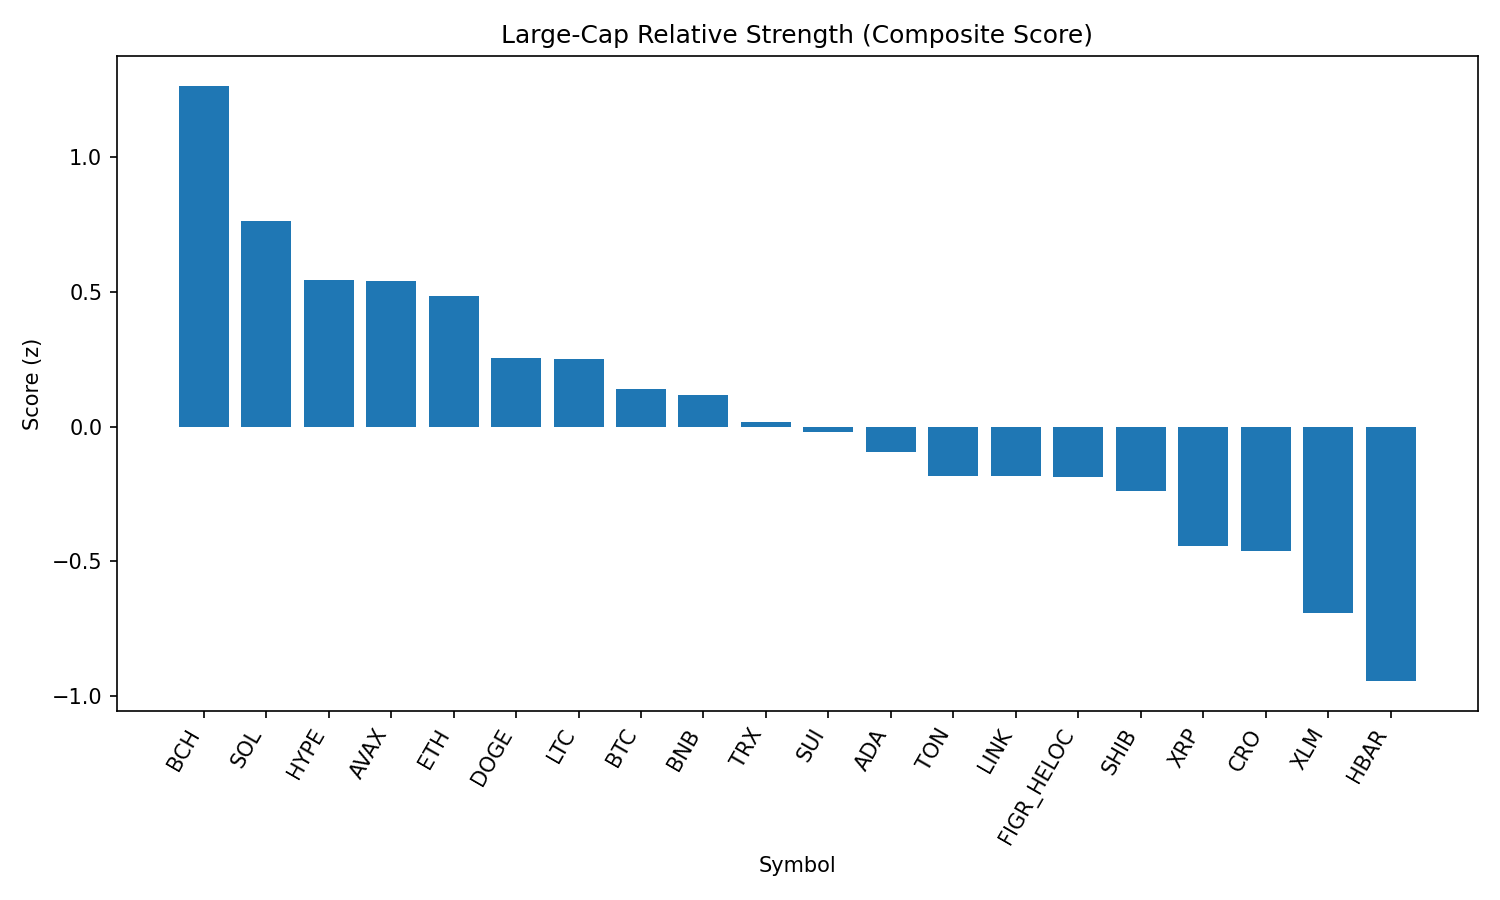 Large-Cap Relative Strength (Composite Score)
Score (z)
1.0
0.5
0.0
−0.5
−1.0
BCH
SOL
HYPE
AVAX
ETH
DOGE
LTC
BTC
BNB
TRX
SUI
ADA
TON
LINK
FIGR_HELOC
SHIB
XRP
CRO
XLM
HBAR
Symbol